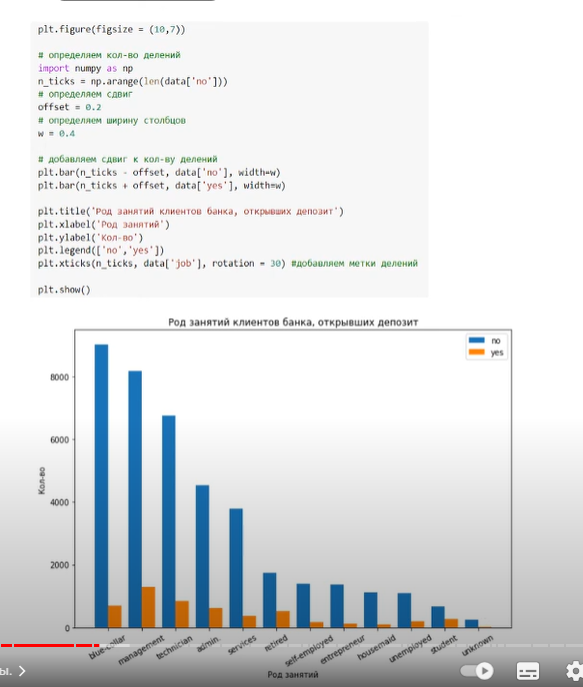 plt.figure(figsize = (10,7))
# определяем кол-во делений
import numpy as np
n_ticks = np.arange(len(data['no']))
# определяем сдвиг
offset = 0.2
# определяем ширину столбцов
w = 0.4
# добавляем сдвиг к кол-ву делений
plt.bar(n_ticks - offset, data['no'], width=w)
plt.bar(n_ticks + offset, data['yes'], width=w)
plt.title('Род занятий клиентов банка, открывших депозит')
plt.xlabel('Род занятий')
plt.ylabel('Кол-во')
plt.legend(['no','yes'])
plt.xticks(n_ticks, data['job'], rotation = 30) #добавляем метки делений
plt.show()
Род занятий клиентов банка, открывших депозит
no
yes
8000
6000
4000
2000
0
Кол-во
blue-collar
management
technician
admin.
services
retired
self-employed
entrepreneur
housemaid
unemployed
student
unknown
Род занятий
ы.